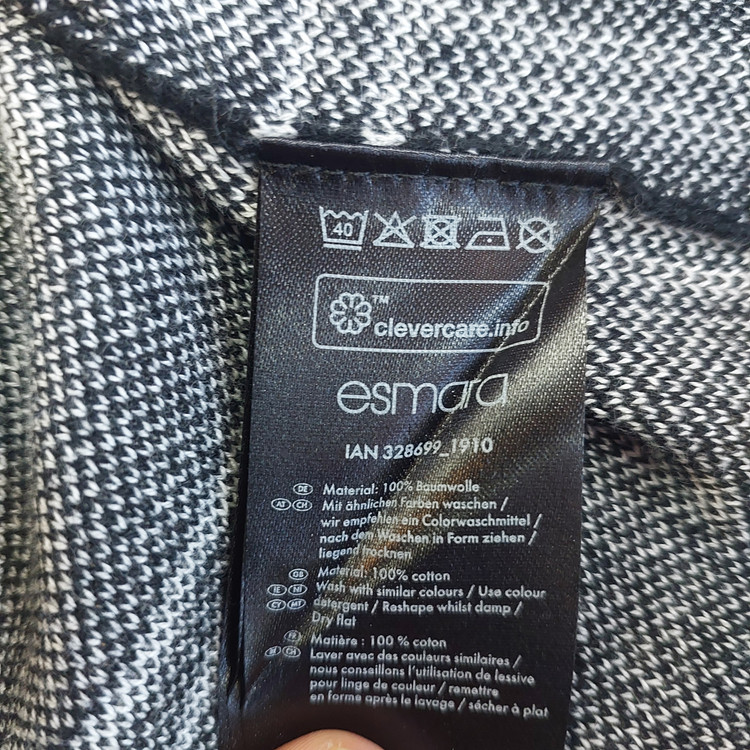 40
™
clevercare.info
esmara
IAN 328699_1910
DE Material: 100% Baumwolle
AT CH Mit ähnlichen Farben waschen /
wir empfehlen ein Colorwaschmittel /
nach dem Waschen in Form ziehen /
liegend trocknen
GB Material: 100% cotton
IE NI Wash with similar colours / Use colour
CY MT detergent / Reshape whilst damp /
Dry flat
FR Matière : 100 % coton
BE CH Laver avec des couleurs similaires /
nous conseillons l'utilisation de lessive
pour linge de couleur / remettre
en forme après le lavage / sécher à plat